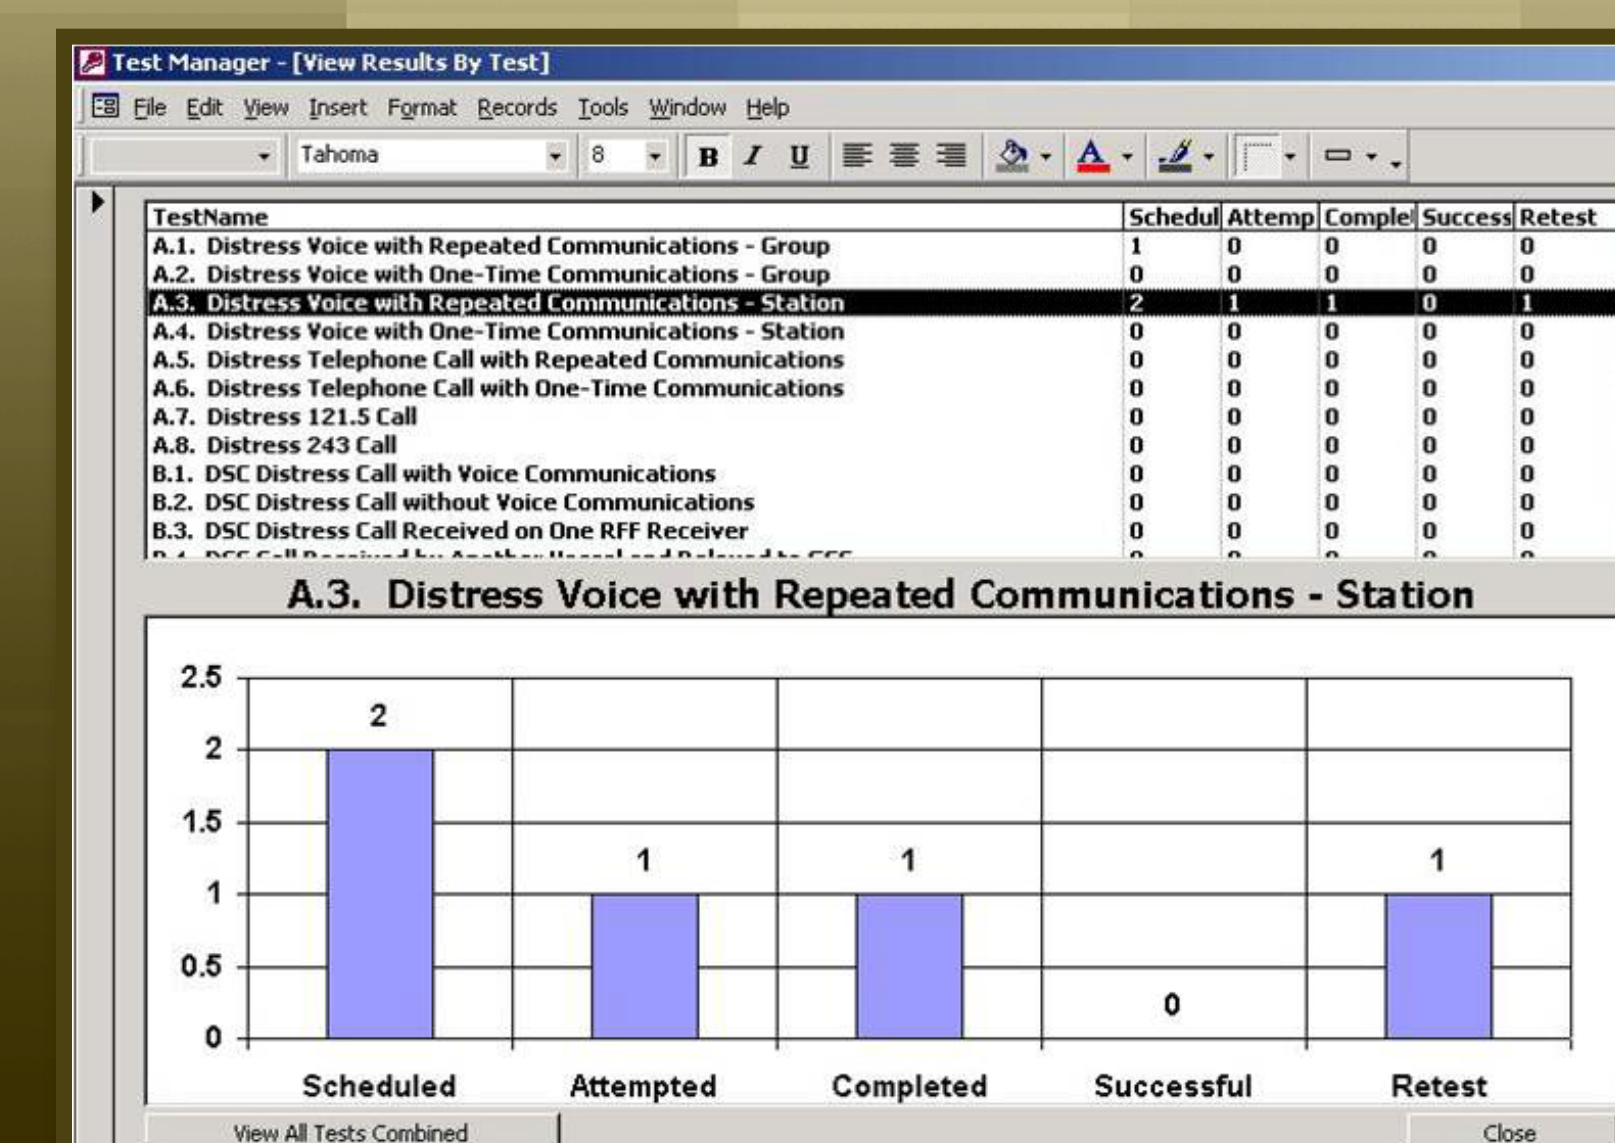 Test Manager - [View Results By Test]
File Edit View Insert Format Records Tools Window Help
Tahoma 8 B I U A
TestName Schedul Attemp Comple Success Retest
A.1. Distress Voice with Repeated Communications - Group 1 0 0 0 0
A.2. Distress Voice with One-Time Communications - Group 0 0 0 0 0
A.3. Distress Voice with Repeated Communications - Station 2 1 1 0 1
A.4. Distress Voice with One-Time Communications - Station 0 0 0 0 0
A.5. Distress Telephone Call with Repeated Communications 0 0 0 0 0
A.6. Distress Telephone Call with One-Time Communications 0 0 0 0 0
A.7. Distress 121.5 Call 0 0 0 0 0
A.8. Distress 243 Call 0 0 0 0 0
B.1. DSC Distress Call with Voice Communications 0 0 0 0 0
B.2. DSC Distress Call without Voice Communications 0 0 0 0 0
B.3. DSC Distress Call Received on One RFF Receiver 0 0 0 0 0
A.3. Distress Voice with Repeated Communications - Station
2.5
2
2
1.5
1 1 1
1
0.5
0
0
Scheduled Attempted Completed Successful Retest
View All Tests Combined Close